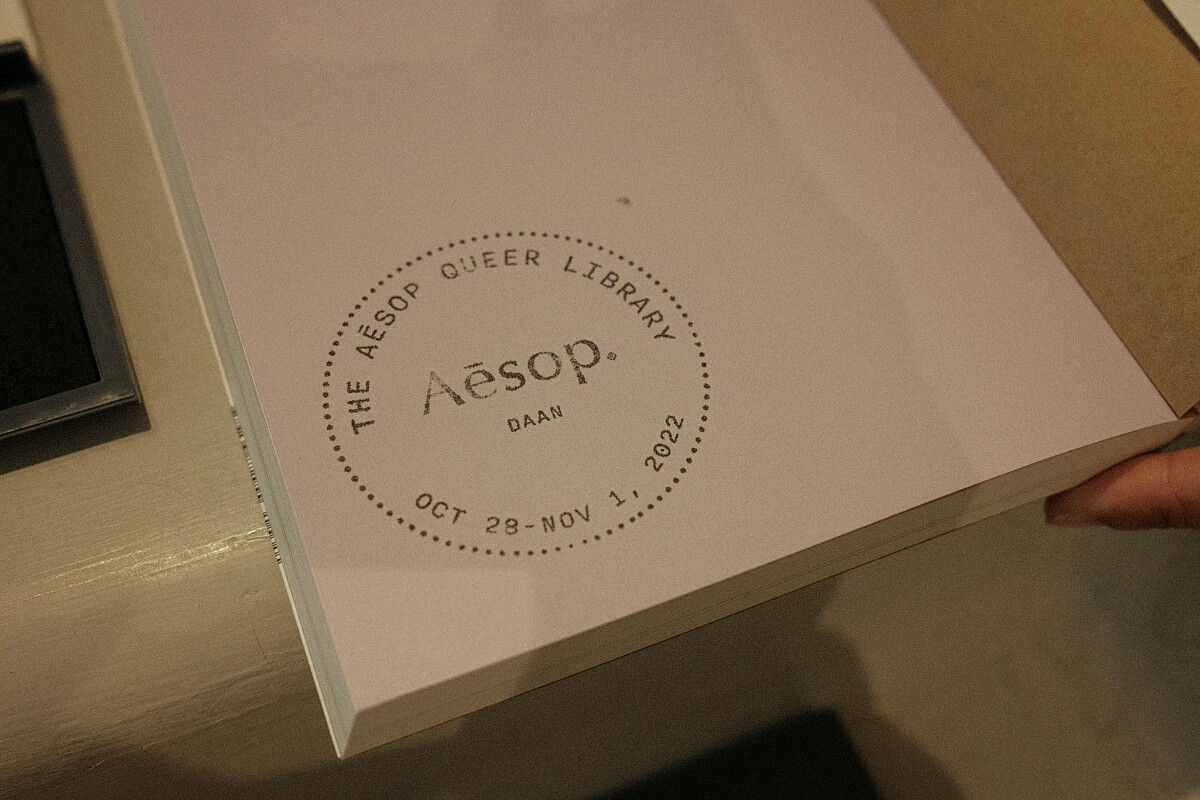 THE AĒSOP QUEER LIBRARY
Aēsop.
DAAN
OCT 28-NOV 1, 2022